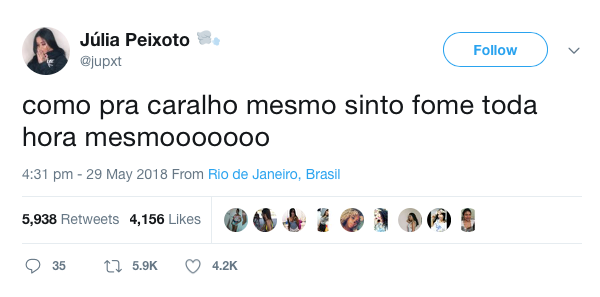 Júlia Peixoto
@jupxt
Follow
como pra caralho mesmo sinto fome toda
hora mesmooooooo
4:31 pm - 29 May 2018 From Rio de Janeiro, Brasil
5,938 Retweets 4,156 Likes
35 5.9K 4.2K